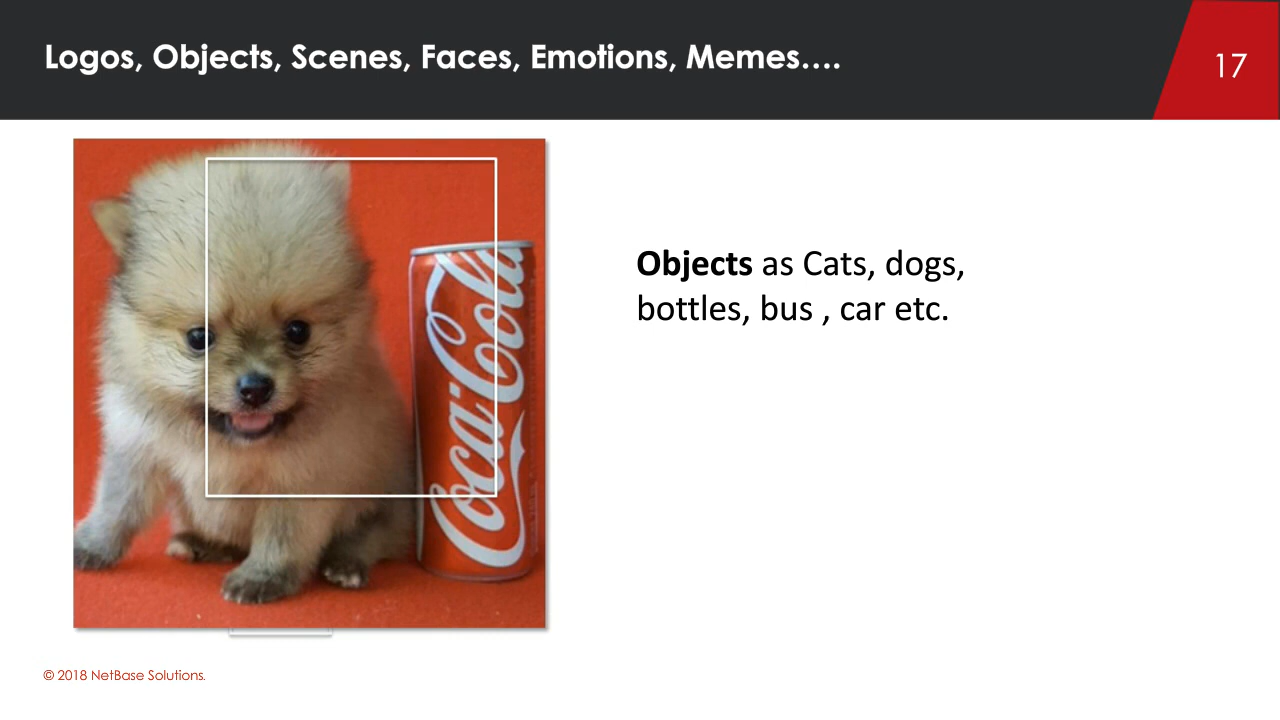 Logos, Objects, Scenes, Faces, Emotions, Memes....
17
Coca-Cola
Objects as Cats, dogs,
bottles, bus , car etc.
© 2018 NetBase Solutions.